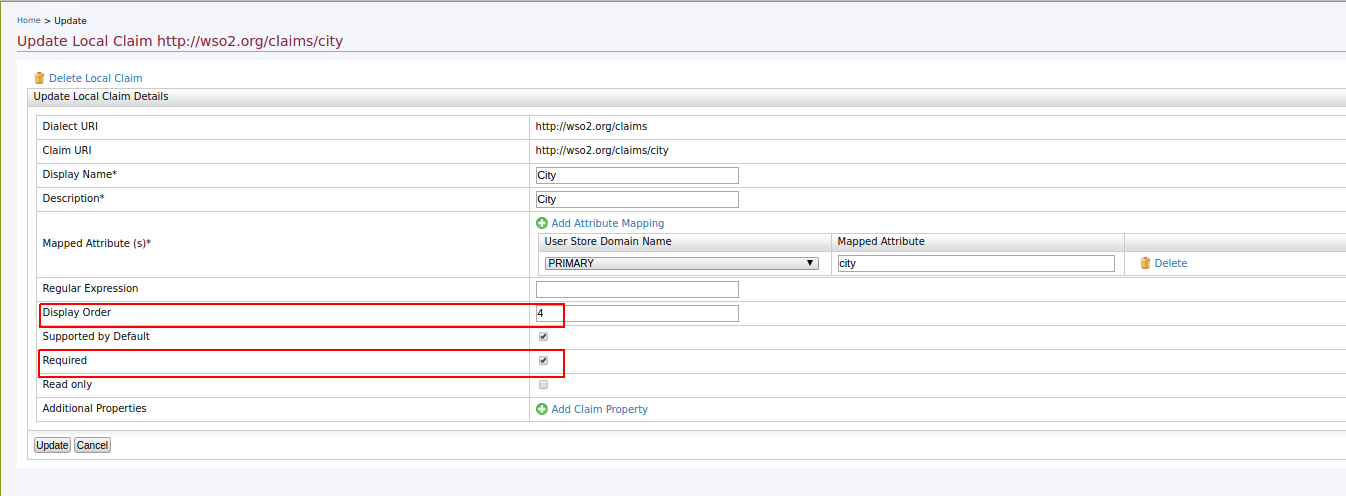 Home > Update
Update Local Claim http://wso2.org/claims/city
Delete Local Claim
Update Local Claim Details
Dialect URI http://wso2.org/claims
Claim URI http://wso2.org/claims/city
Display Name* City
Description* City
Add Attribute Mapping
User Store Domain Name Mapped Attribute
Mapped Attribute (s)*
PRIMARY city Delete
Regular Expression
Display Order 4
Supported by Default
Required
Read only
Additional Properties Add Claim Property
Update Cancel